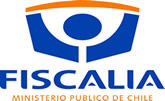 FISCALIA
MINISTERIO PUBLICO DE CHILE